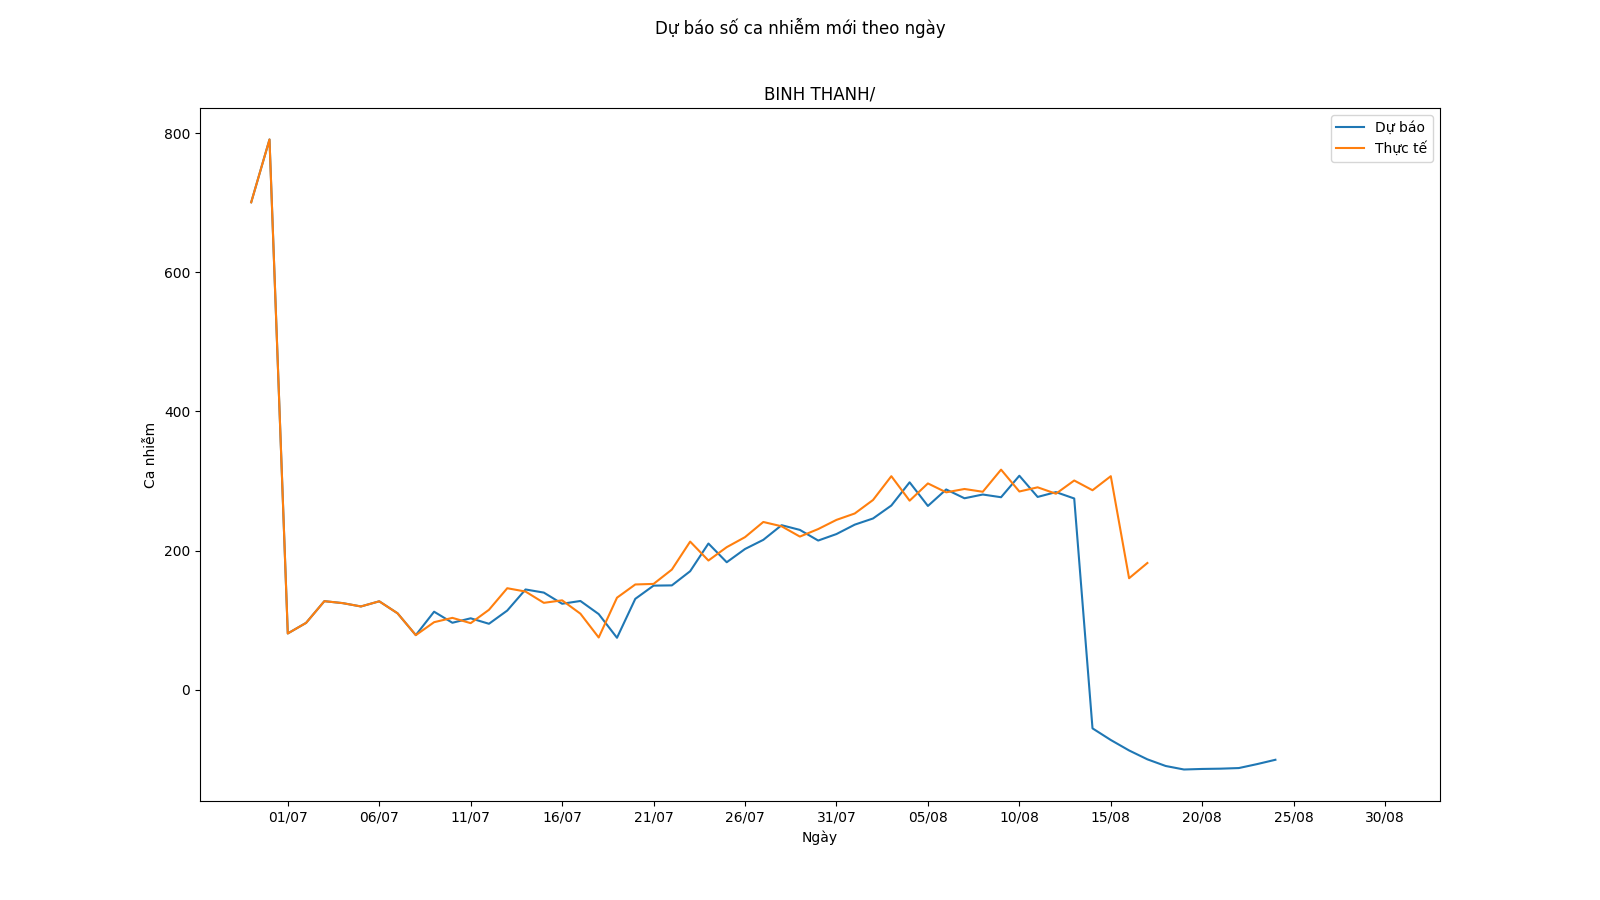 Dự báo số ca nhiễm mới theo ngày
BINH THANH/
Dự báo
Thực tế
800
600
400
200
0
Ca nhiễm
01/07 06/07 11/07 16/07 21/07 26/07 31/07 05/08 10/08 15/08 20/08 25/08 30/08
Ngày